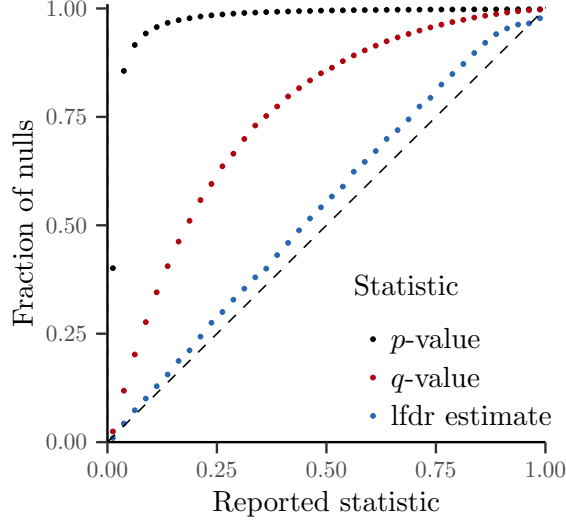 1.00
0.75
0.50
0.25
0.00
Fraction of nulls
Statistic
p-value
q-value
lfdr estimate
0.00 0.25 0.50 0.75 1.00
Reported statistic